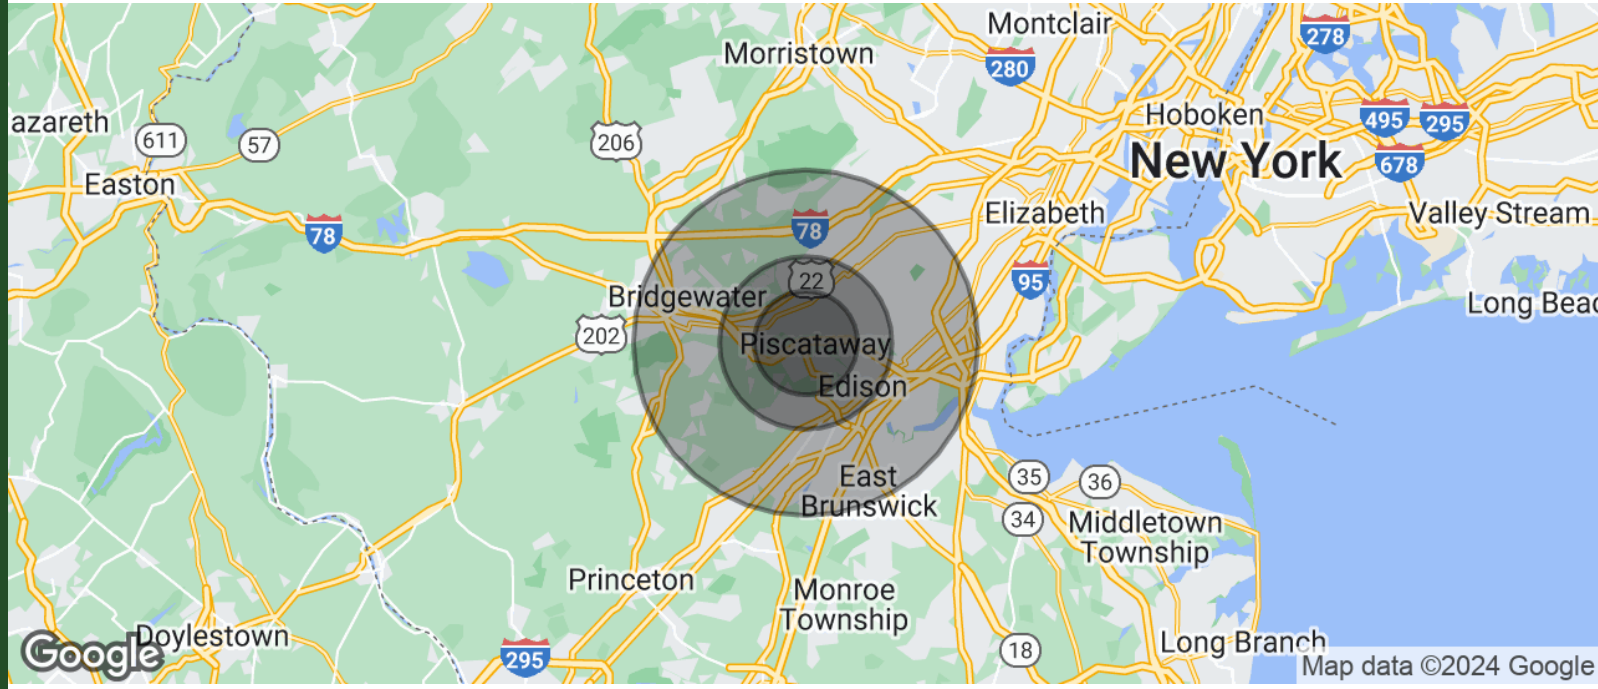 Montclair
278
Morristown
280
azareth
Hoboken
495
295
611
57
206
New York
678
Easton
Elizabeth
Valley Stream
78
78
22
95
Bridgewater
Long Beac
202
Piscataway
Edison
East
Brunswick
35
36
34
Middletown
Township
Princeton
Monroe
Township
Doylestown
Google
295
18
Long Branch
Map data ©2024 Google